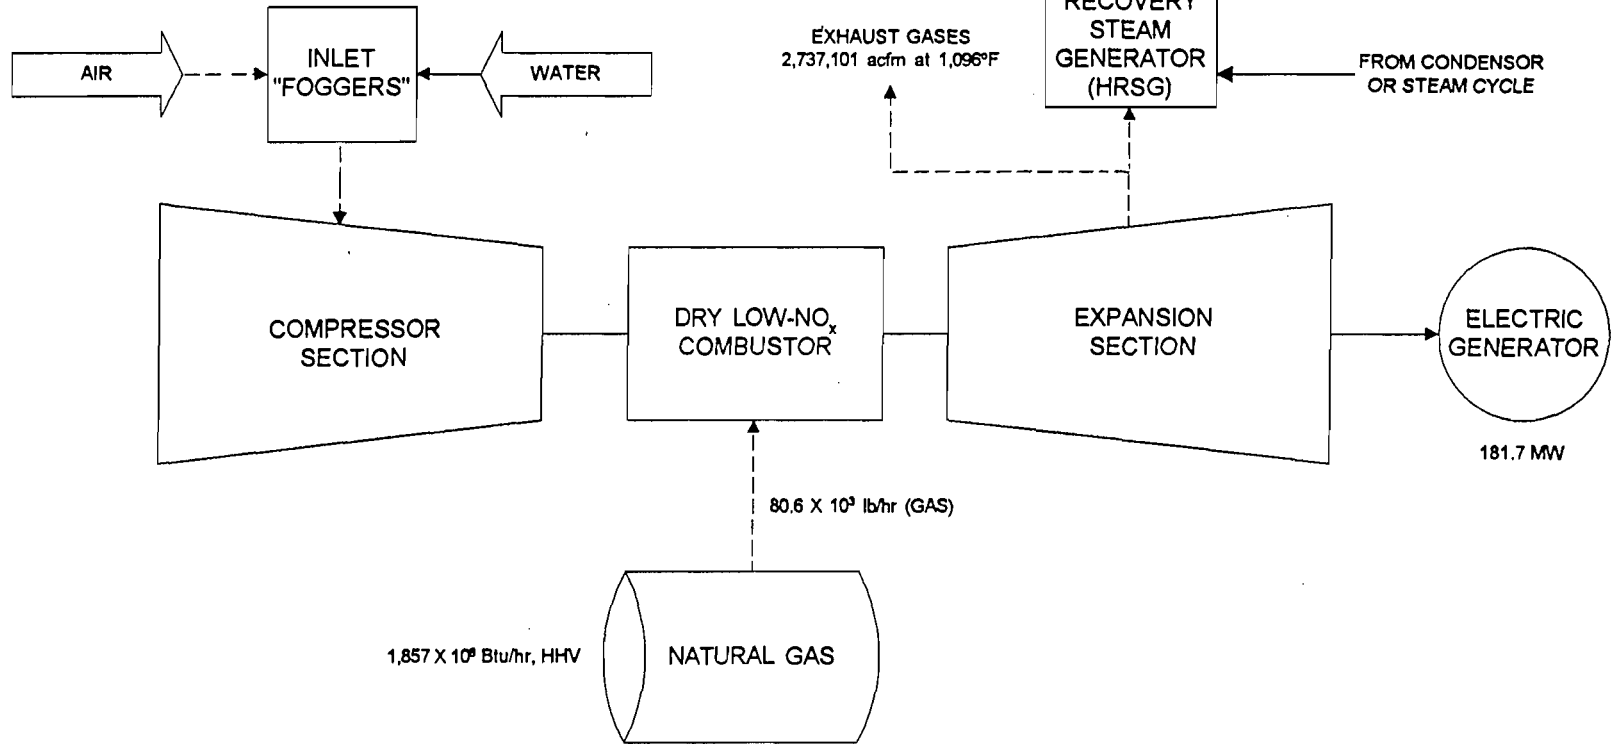 RECOVERY
STEAM
GENERATOR
(HRSG)
EXHAUST GASES
2,737,101 acfm at 1,096ºF
FROM CONDENSOR
OR STEAM CYCLE
AIR
INLET
"FOGGERS"
WATER
COMPRESSOR
SECTION
DRY LOW-NOₓ
COMBUSTOR
EXPANSION
SECTION
ELECTRIC
GENERATOR
181.7 MW
80.6 X 10³ lb/hr (GAS)
1,857 X 10⁶ Btu/hr, HHV
NATURAL GAS